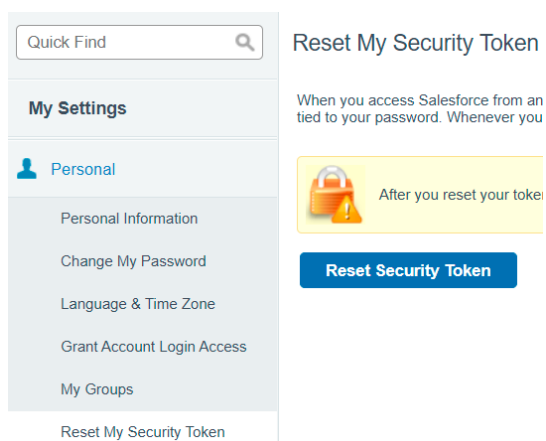 Quick Find
My Settings
Personal
Personal Information
Change My Password
Language & Time Zone
Grant Account Login Access
My Groups
Reset My Security Token
Reset My Security Token
When you access Salesforce from an
tied to your password. Whenever you
After you reset your token
Reset Security Token